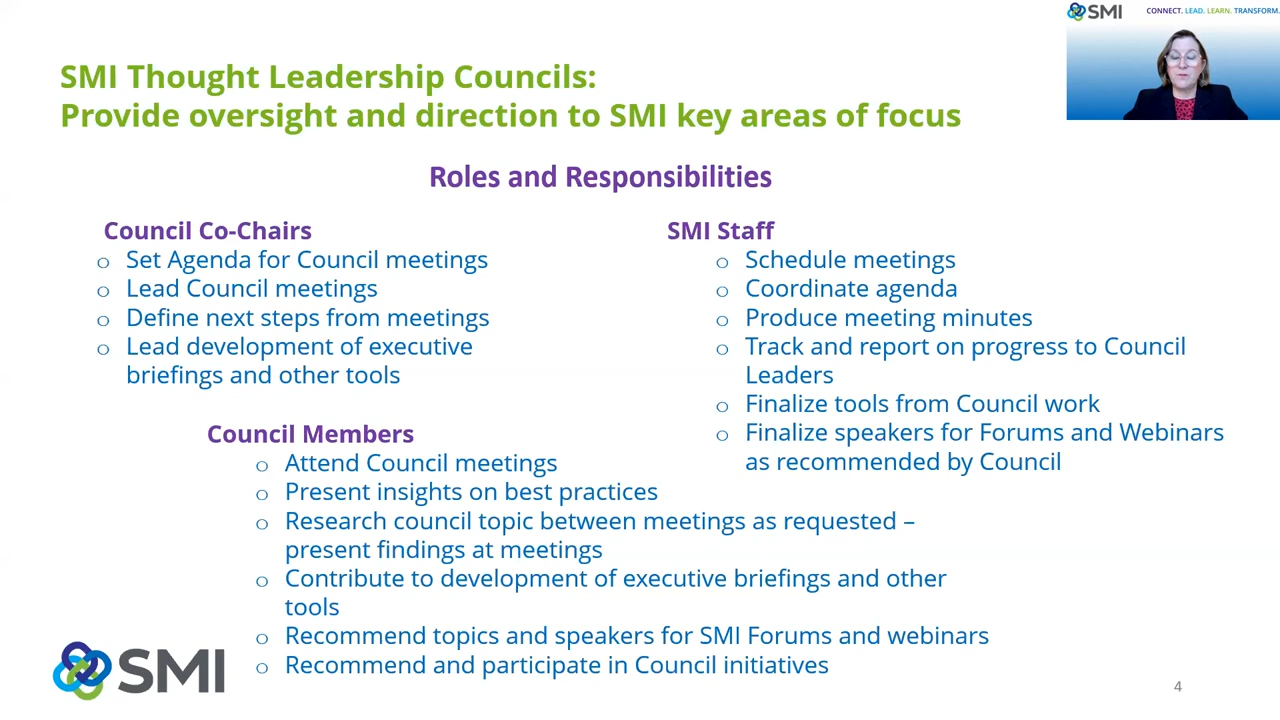 SMI
CONNECT. LEAD. LEARN. TRANSFORM.
SMI Thought Leadership Councils:
Provide oversight and direction to SMI key areas of focus
Roles and Responsibilities
Council Co-Chairs
o Set Agenda for Council meetings
o Lead Council meetings
o Define next steps from meetings
o Lead development of executive
briefings and other tools
SMI Staff
o Schedule meetings
o Coordinate agenda
o Produce meeting minutes
o Track and report on progress to Council
Leaders
o Finalize tools from Council work
o Finalize speakers for Forums and Webinars
as recommended by Council
Council Members
o Attend Council meetings
o Present insights on best practices
o Research council topic between meetings as requested –
present findings at meetings
o Contribute to development of executive briefings and other
tools
o Recommend topics and speakers for SMI Forums and webinars
o Recommend and participate in Council initiatives
SMI
4